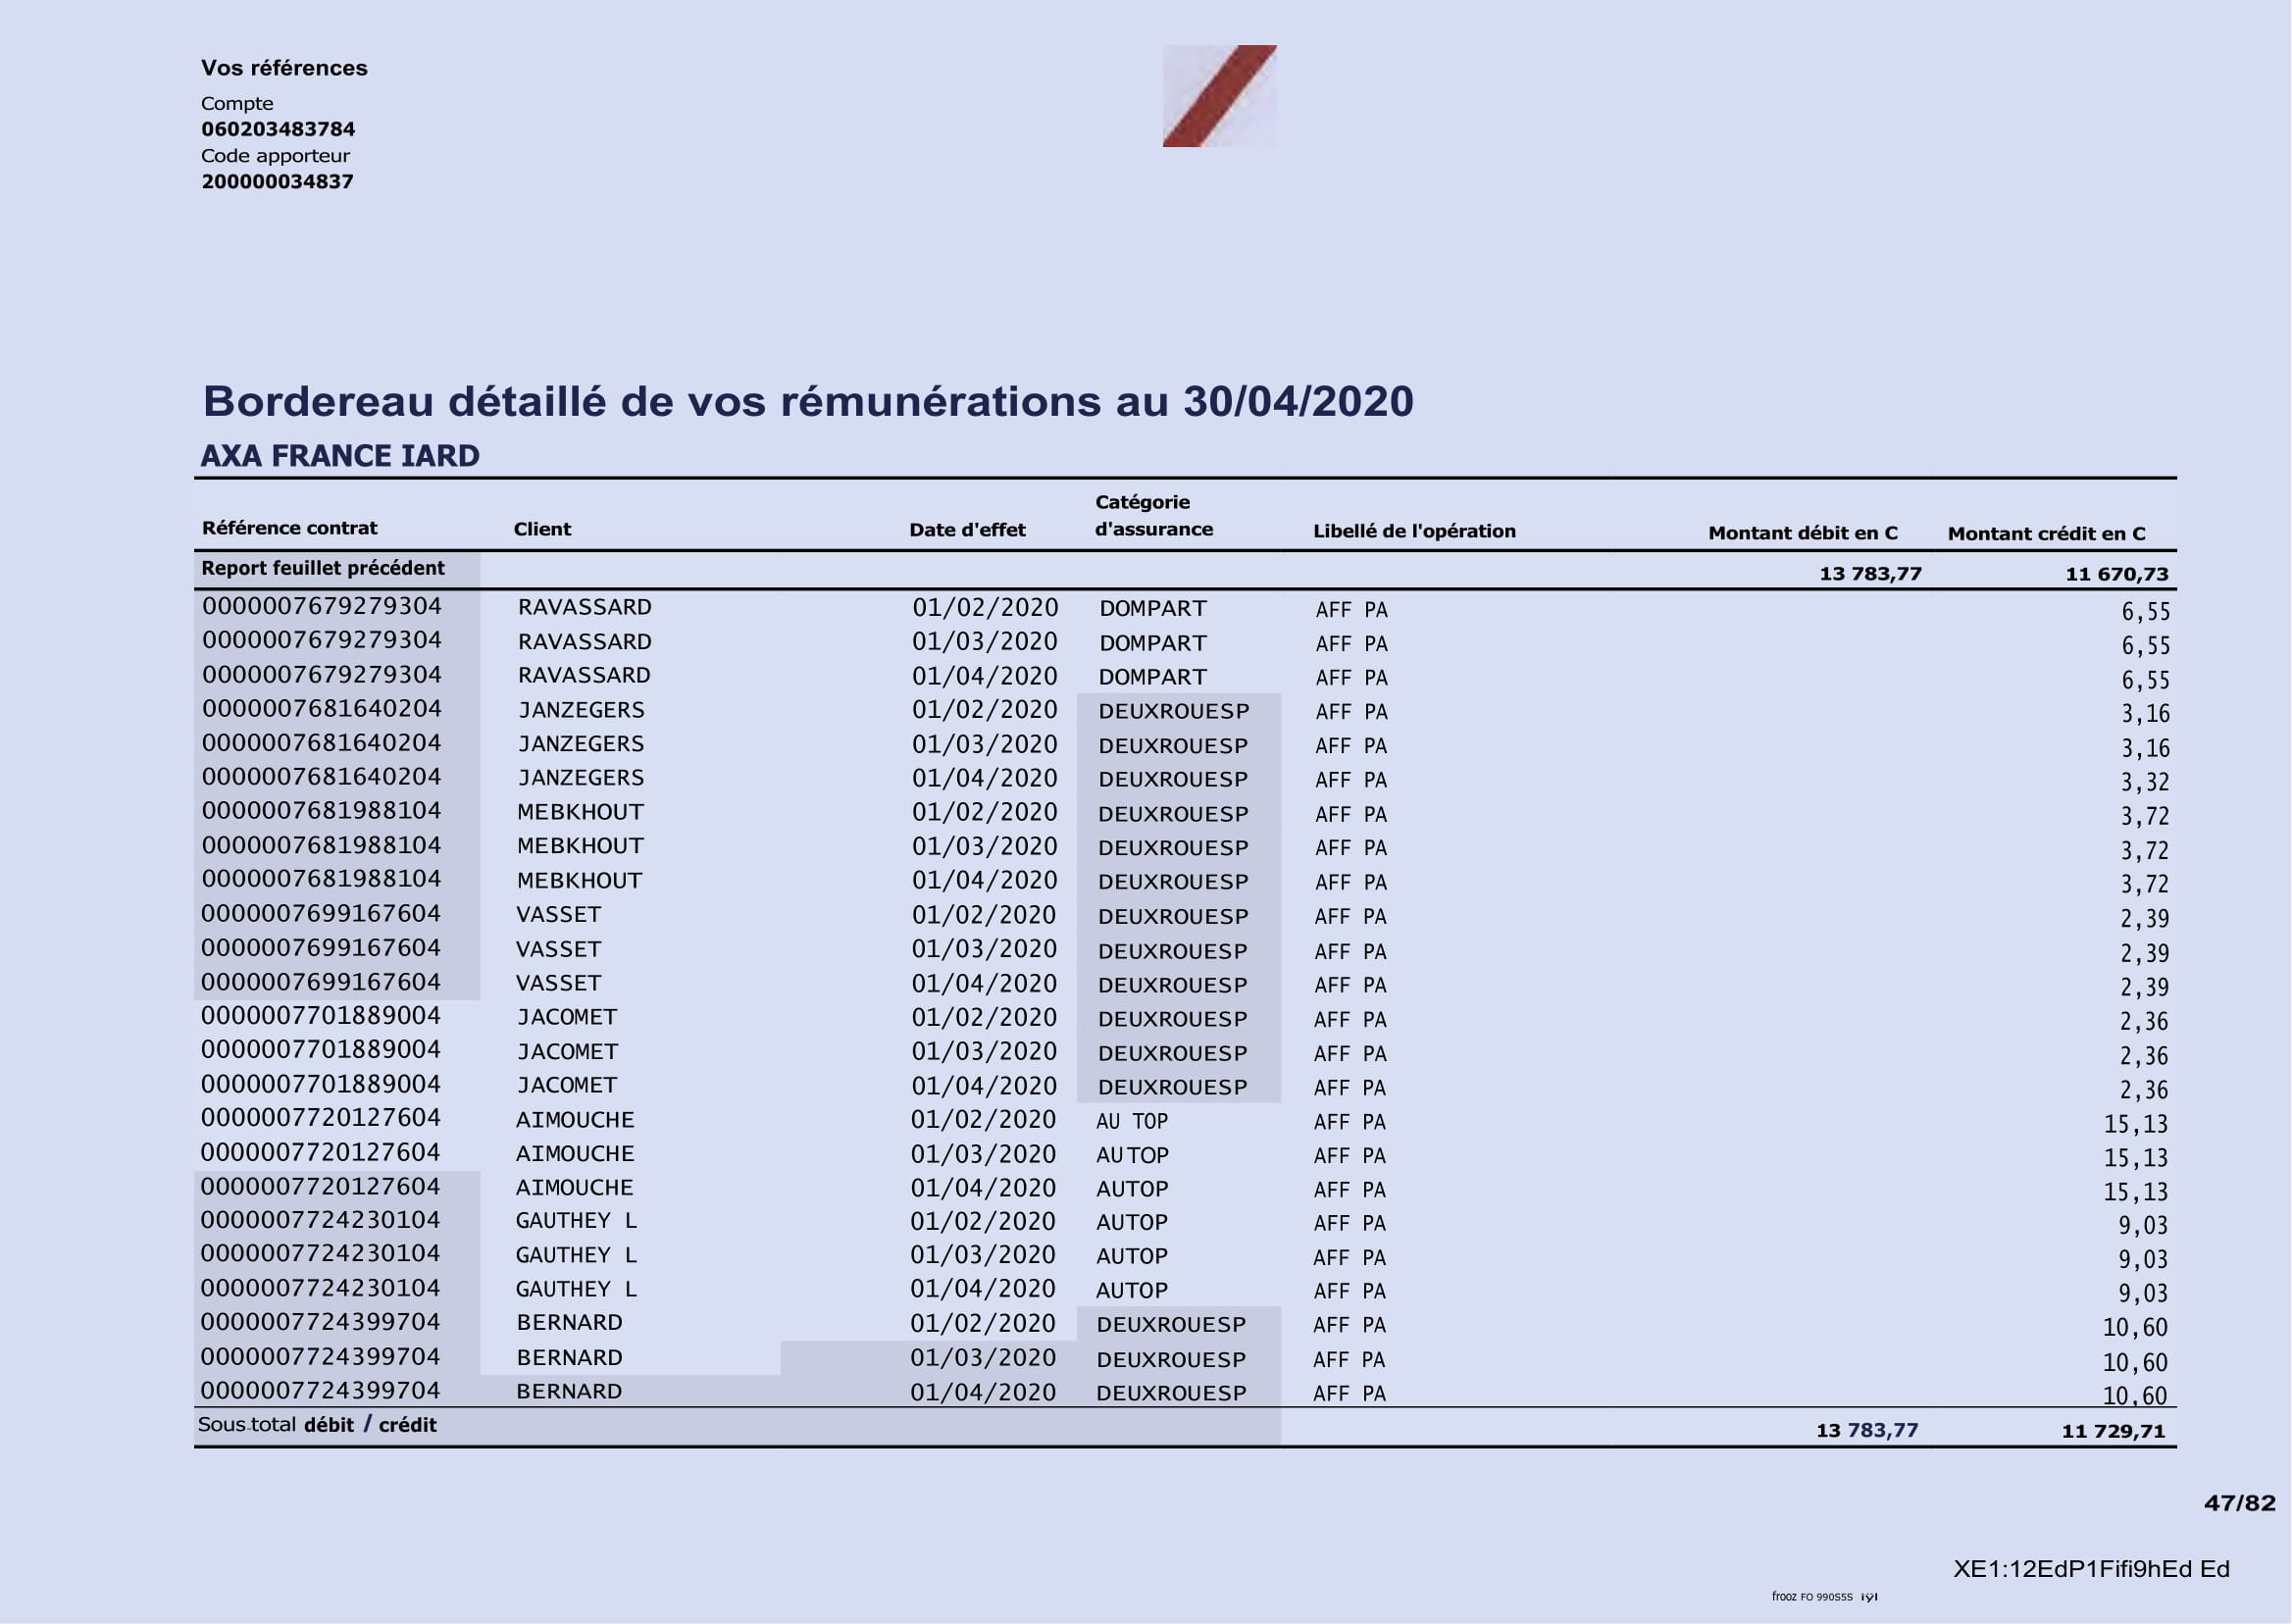 Vos références
Compte
060203483784
Code apporteur
200000034837
Bordereau détaillé de vos rémunérations au 30/04/2020
AXA FRANCE IARD
Référence contrat Client Date d'effet Catégorie d'assurance Libellé de l'opération Montant débit en C Montant crédit en C
Report feuillet précédent 13 783,77 11 670,73
0000007679279304 RAVASSARD 01/02/2020 DOMPART AFF PA 6,55
0000007679279304 RAVASSARD 01/03/2020 DOMPART AFF PA 6,55
0000007679279304 RAVASSARD 01/04/2020 DOMPART AFF PA 6,55
0000007681640204 JANZEGERS 01/02/2020 DEUXROUESP AFF PA 3,16
0000007681640204 JANZEGERS 01/03/2020 DEUXROUESP AFF PA 3,16
0000007681640204 JANZEGERS 01/04/2020 DEUXROUESP AFF PA 3,32
0000007681988104 MEBKHOUT 01/02/2020 DEUXROUESP AFF PA 3,72
0000007681988104 MEBKHOUT 01/03/2020 DEUXROUESP AFF PA 3,72
0000007681988104 MEBKHOUT 01/04/2020 DEUXROUESP AFF PA 3,72
0000007699167604 VASSET 01/02/2020 DEUXROUESP AFF PA 2,39
0000007699167604 VASSET 01/03/2020 DEUXROUESP AFF PA 2,39
0000007699167604 VASSET 01/04/2020 DEUXROUESP AFF PA 2,39
0000007701889004 JACOMET 01/02/2020 DEUXROUESP AFF PA 2,36
0000007701889004 JACOMET 01/03/2020 DEUXROUESP AFF PA 2,36
0000007701889004 JACOMET 01/04/2020 DEUXROUESP AFF PA 2,36
0000007720127604 AIMOUCHE 01/02/2020 AU TOP AFF PA 15,13
0000007720127604 AIMOUCHE 01/03/2020 AUTOP AFF PA 15,13
0000007720127604 AIMOUCHE 01/04/2020 AUTOP AFF PA 15,13
0000007724230104 GAUTHEY L 01/02/2020 AUTOP AFF PA 9,03
0000007724230104 GAUTHEY L 01/03/2020 AUTOP AFF PA 9,03
0000007724230104 GAUTHEY L 01/04/2020 AUTOP AFF PA 9,03
0000007724399704 BERNARD 01/02/2020 DEUXROUESP AFF PA 10,60
0000007724399704 BERNARD 01/03/2020 DEUXROUESP AFF PA 10,60
0000007724399704 BERNARD 01/04/2020 DEUXROUESP AFF PA 10,60
Sous-total débit / crédit 13 783,77 11 729,71
47/82
XE1:12EdP1Fifi9hEd Ed
frooz FO 990S5S